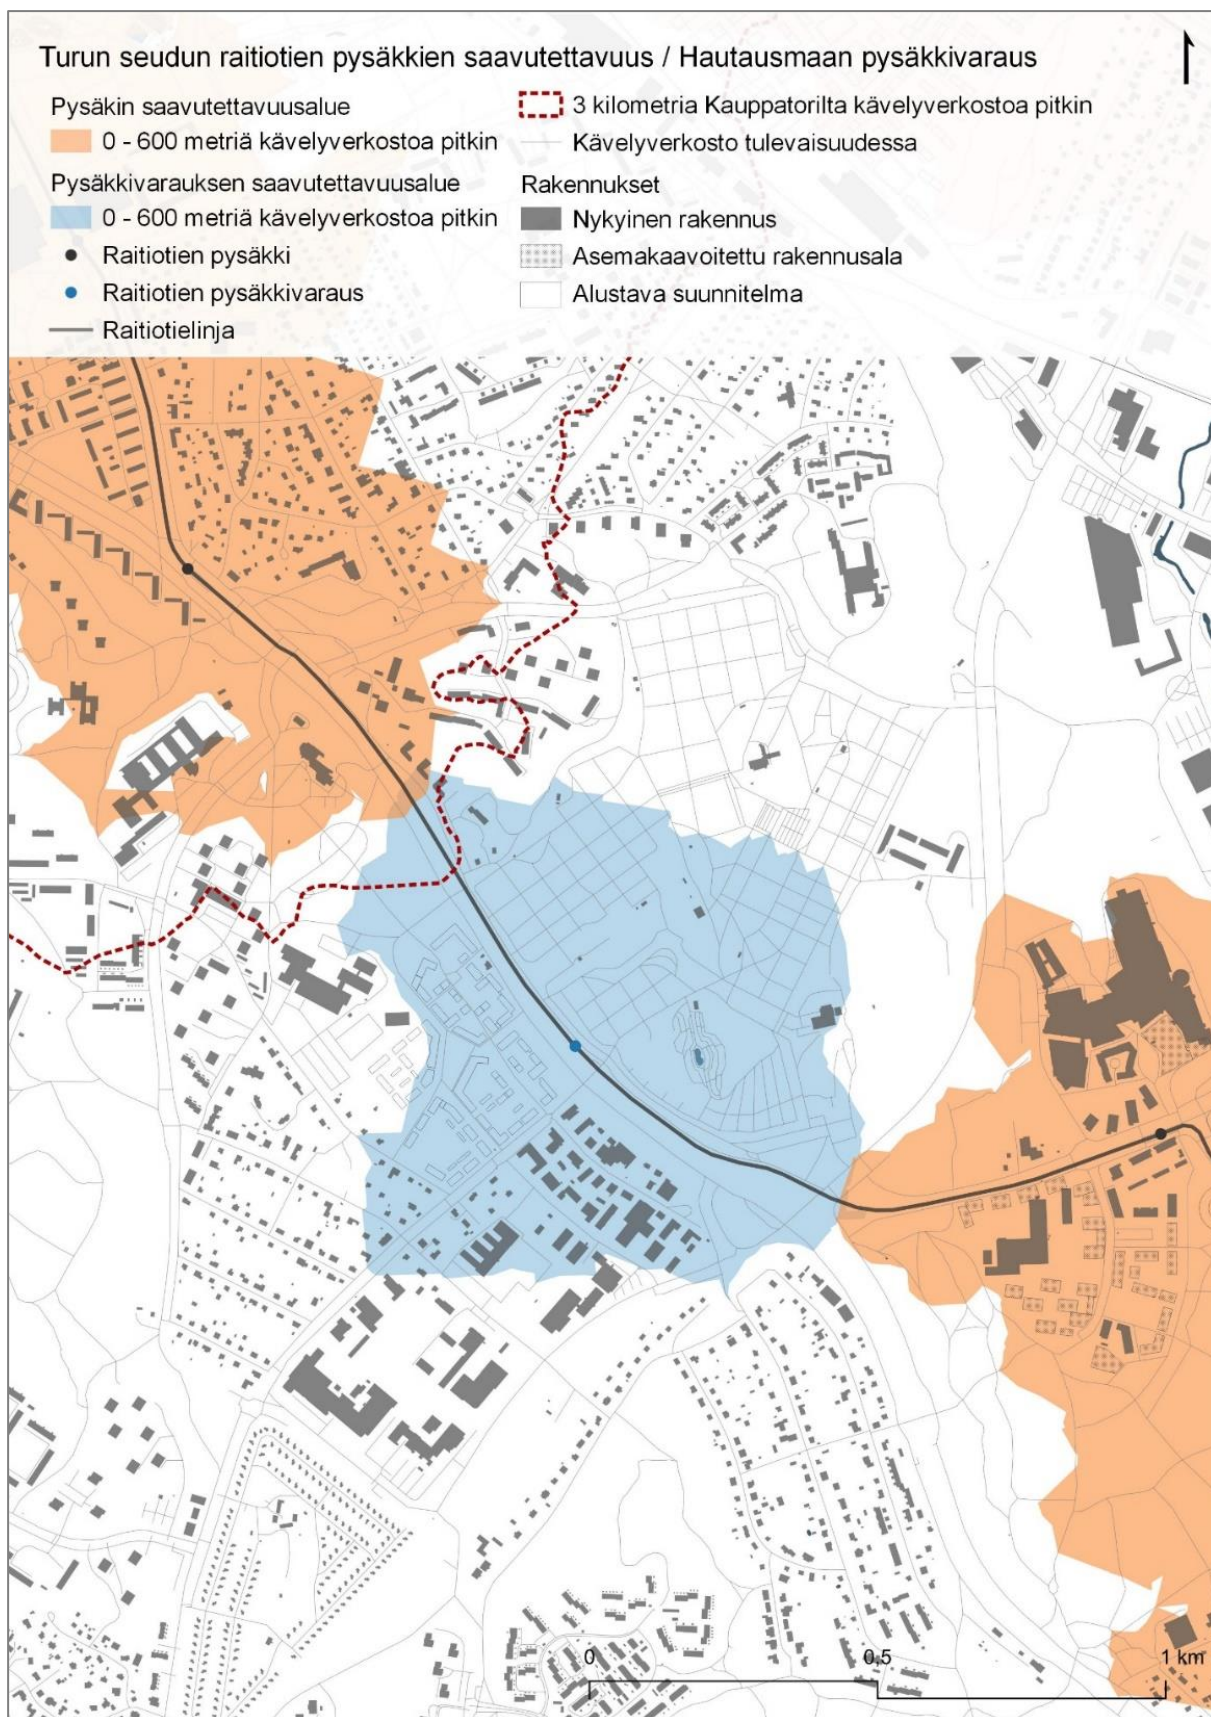 Turun seudun raitiotien pysäkkien saavutettavuus / Hautausmaan pysäkkivaraus
Pysäkin saavutettavuusalue
0 - 600 metriä kävelyverkostoa pitkin
Pysäkkivarauksen saavutettavuusalue
0 - 600 metriä kävelyverkostoa pitkin
Raitiotien pysäkki
Raitiotien pysäkkivaraus
Raitiotielinja
3 kilometria Kauppatorilta kävelyverkostoa pitkin
Kävelyverkosto tulevaisuudessa
Rakennukset
Nykyinen rakennus
Asemakaavoitettu rakennusala
Alustava suunnitelma
0 0,5 1 km